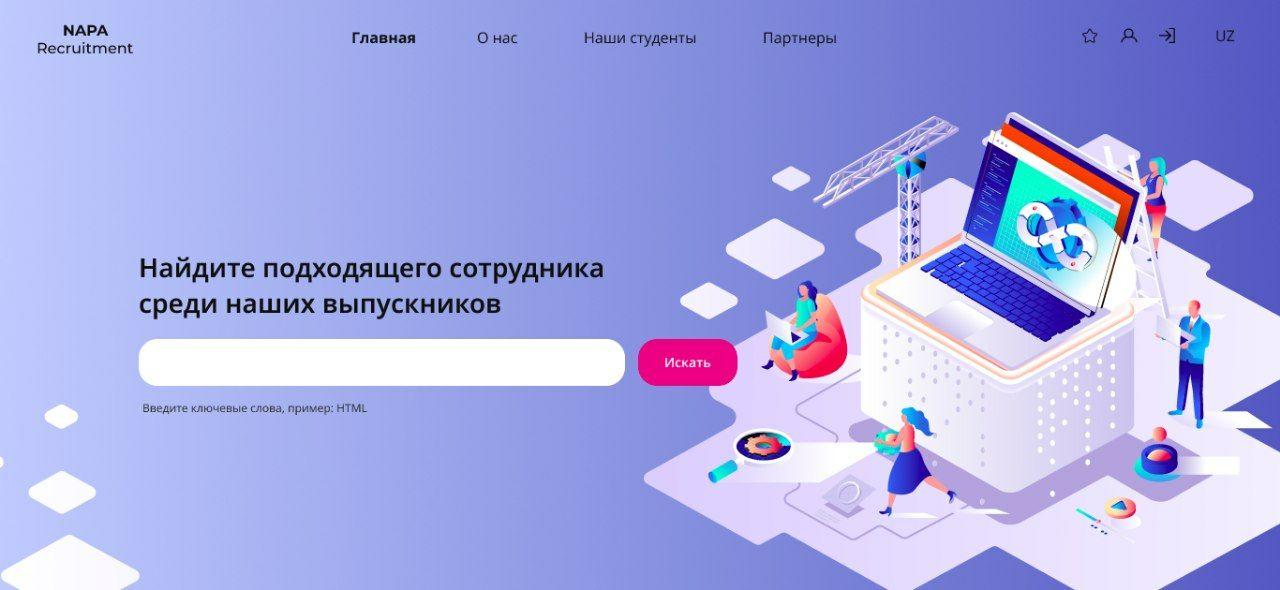 NAPA
Recruitment
Главная
О нас
Наши студенты
Партнеры
UZ
Найдите подходящего сотрудника
среди наших выпускников
Искать
Введите ключевые слова, пример: HTML